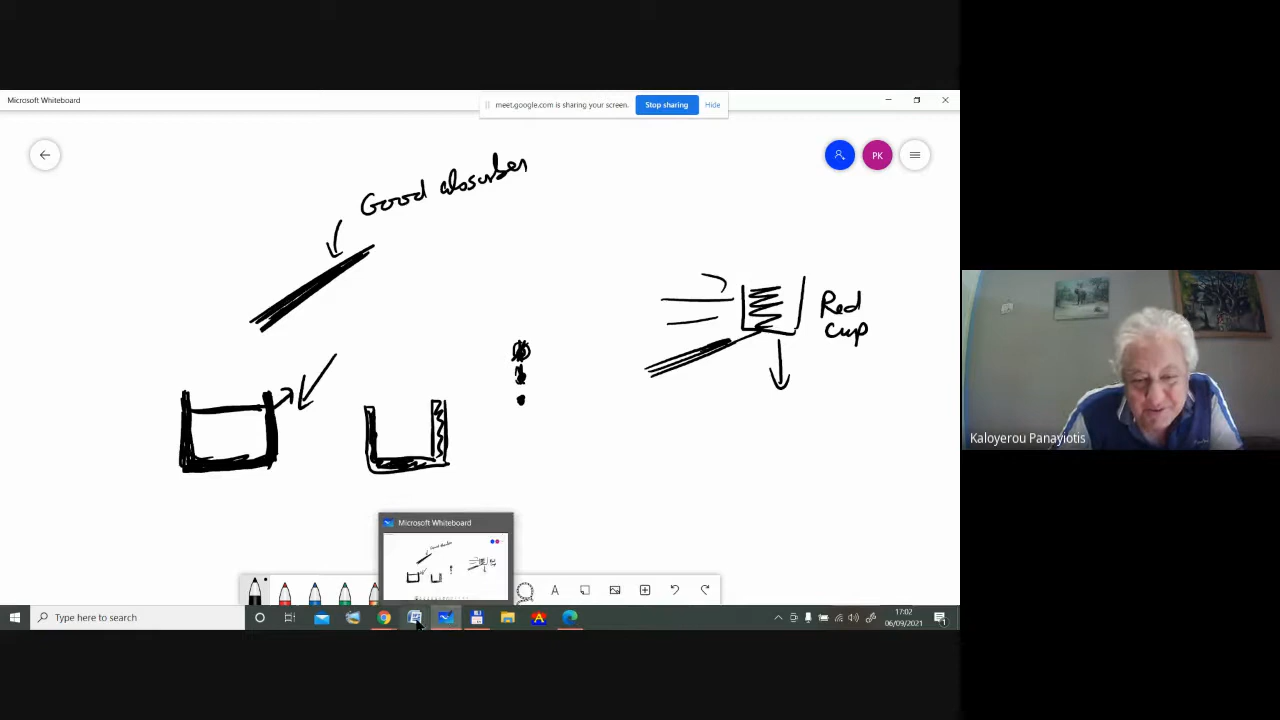 Microsoft Whiteboard
meet.google.com is sharing your screen.
Stop sharing
Hide
PK
Good absorber
Red
cup
Kaloyerou Panayiotis
Microsoft Whiteboard
A
Type here to search
17:02
06/09/2021